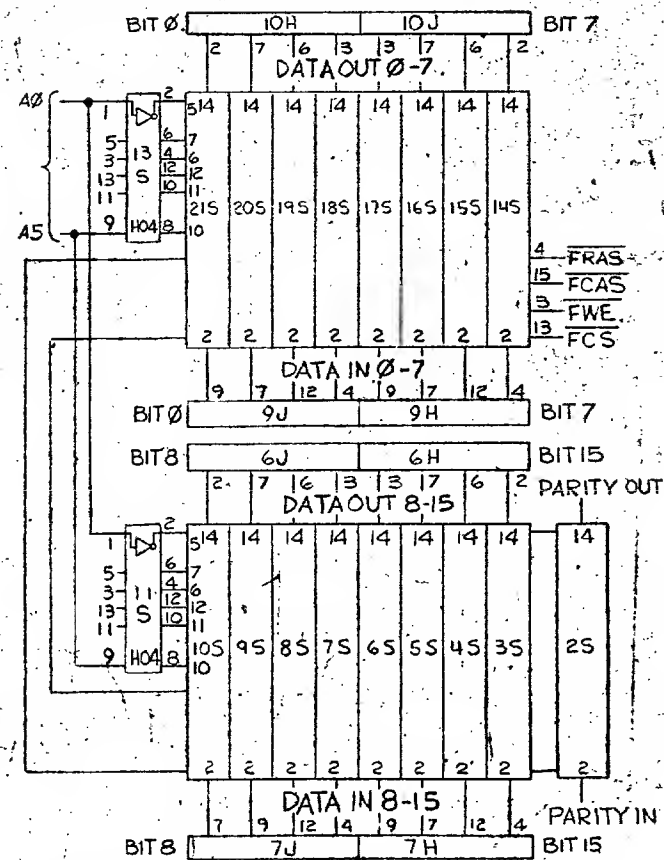 BIT Ø 10H 10J BIT 7
2 7 6 3 3 7 6 2
DATA OUT Ø-7
AØ
1 2 5 14 14 14 14 14 14 14 14
5 6 7
3 13 4 6
13 S 12 12
11 10 11
21S 20S 19S 18S 17S 16S 15S 14S
A5 9 H04 8 10
4 FRAS
15 FCAS
3 FWE
13 FCS
2 2 2 2 2 2 2 2
DATA IN Ø-7
9 7 12 4 9 7 12 4
BIT Ø 9J 9H BIT 7
BIT 8 6J 6H BIT 15
2 7 6 3 3 7 6 2
DATA OUT 8-15
PARITY OUT
1 2 5 14 14 14 14 14 14 14 14 14
5 6 7
3 11 4 6
13 S 12 12
11 10 11
10S 9S 8S 7S 6S 5S 4S 3S 2S
9 H04 8 10
2 2 2 2 2 2 2 2 2
DATA IN 8-15
PARITY IN
7 9 12 4 9 7 12 4
BIT 8 7J 7H BIT 15